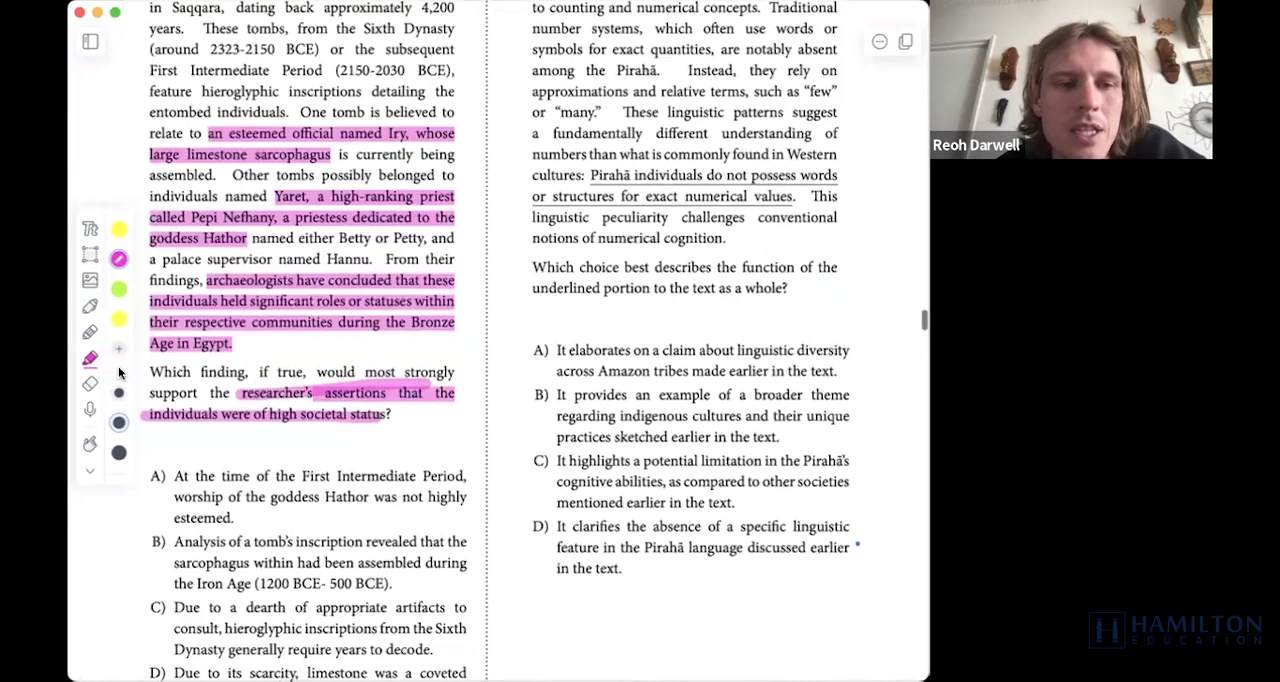 in Saqqara, dating back approximately 4,200
years. These tombs, from the Sixth Dynasty
(around 2323-2150 BCE) or the subsequent
First Intermediate Period (2150-2030 BCE),
feature hieroglyphic inscriptions detailing the
entombed individuals. One tomb is believed to
relate to an esteemed official named Iry, whose
large limestone sarcophagus is currently being
assembled. Other tombs possibly belonged to
individuals named Yaret, a high-ranking priest
called Pepi Nefhany, a priestess dedicated to the
goddess Hathor named either Betty or Petty, and
a palace supervisor named Hannu. From their
findings, archaeologists have concluded that these
individuals held significant roles or statuses within
their respective communities during the Bronze
Age in Egypt.
Which finding, if true, would most strongly
support the researcher's assertions that the
individuals were of high societal status?
A) At the time of the First Intermediate Period,
worship of the goddess Hathor was not highly
esteemed.
B) Analysis of a tomb's inscription revealed that the
sarcophagus within had been assembled during
the Iron Age (1200 BCE- 500 BCE).
C) Due to a dearth of appropriate artifacts to
consult, hieroglyphic inscriptions from the Sixth
Dynasty generally require years to decode.
D) Due to its scarcity, limestone was a coveted
to counting and numerical concepts. Traditional
number systems, which often use words or
symbols for exact quantities, are notably absent
among the Pirahã. Instead, they rely on
approximations and relative terms, such as “few”
or “many.” These linguistic patterns suggest
a fundamentally different understanding of
numbers than what is commonly found in Western
cultures: Pirahã individuals do not possess words
or structures for exact numerical values. This
linguistic peculiarity challenges conventional
notions of numerical cognition.
Which choice best describes the function of the
underlined portion to the text as a whole?
A) It elaborates on a claim about linguistic diversity
across Amazon tribes made earlier in the text.
B) It provides an example of a broader theme
regarding indigenous cultures and their unique
practices sketched earlier in the text.
C) It highlights a potential limitation in the Pirahã's
cognitive abilities, as compared to other societies
mentioned earlier in the text.
D) It clarifies the absence of a specific linguistic
feature in the Pirahã language discussed earlier
in the text.
Reoh Darwell
HAMILTON
EDUCATION